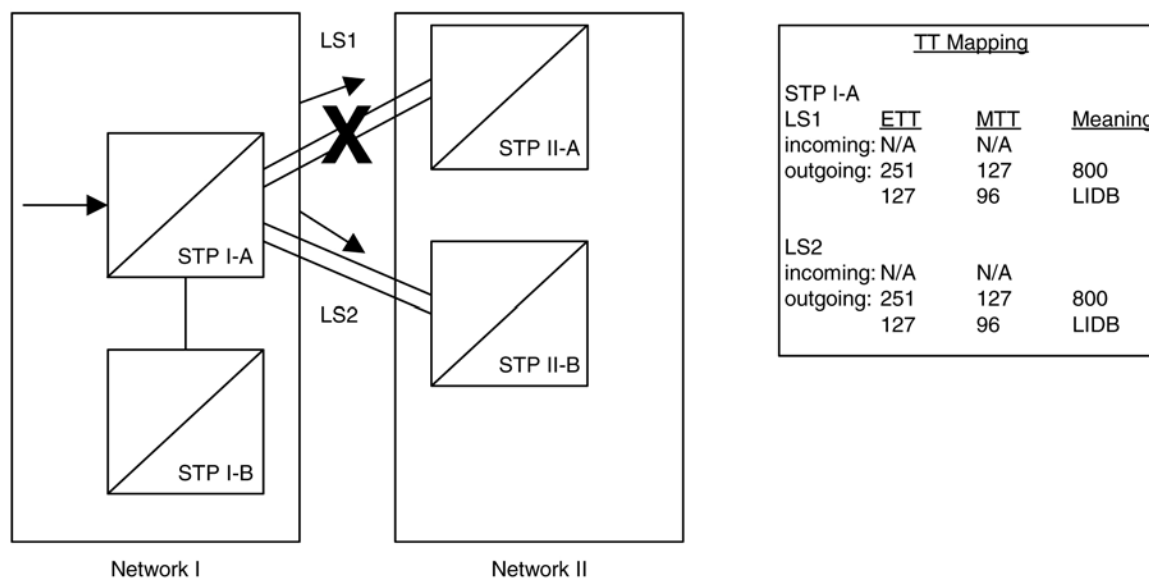 LS1
X
STP II-A
STP I-A
LS2
STP II-B
STP I-B
Network I
Network II
TT Mapping
STP I-A
LS1 ETT MTT Meaning
incoming: N/A N/A
outgoing: 251 127 800
127 96 LIDB
LS2
incoming: N/A N/A
outgoing: 251 127 800
127 96 LIDB